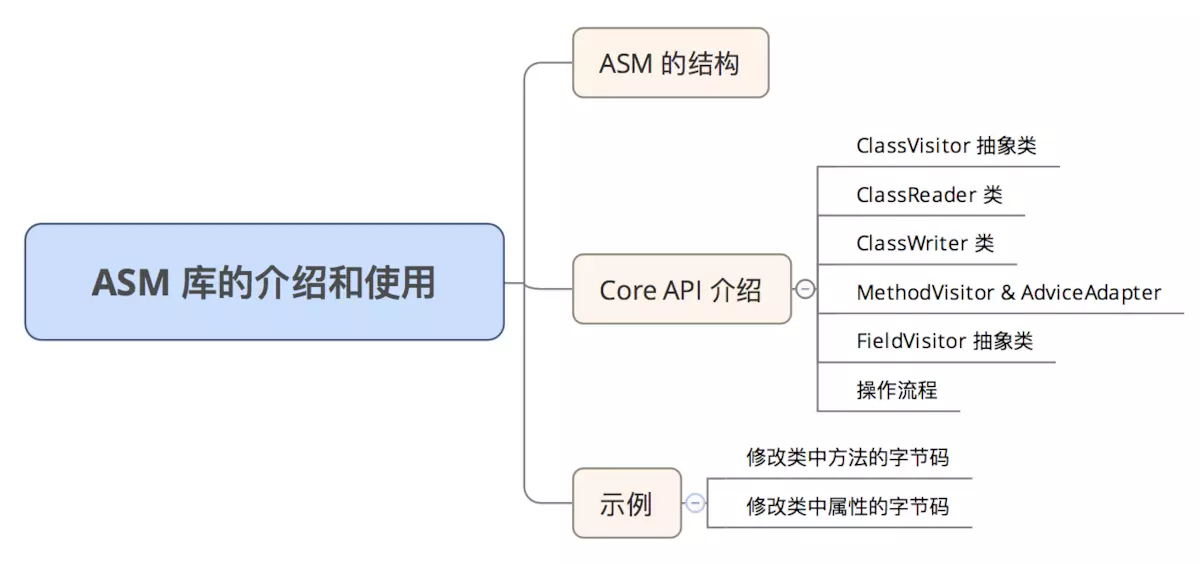 ASM 库的介绍和使用
ASM 的结构
Core API 介绍
ClassVisitor 抽象类
ClassReader 类
ClassWriter 类
MethodVisitor & AdviceAdapter
FieldVisitor 抽象类
操作流程
示例
修改类中方法的字节码
修改类中属性的字节码